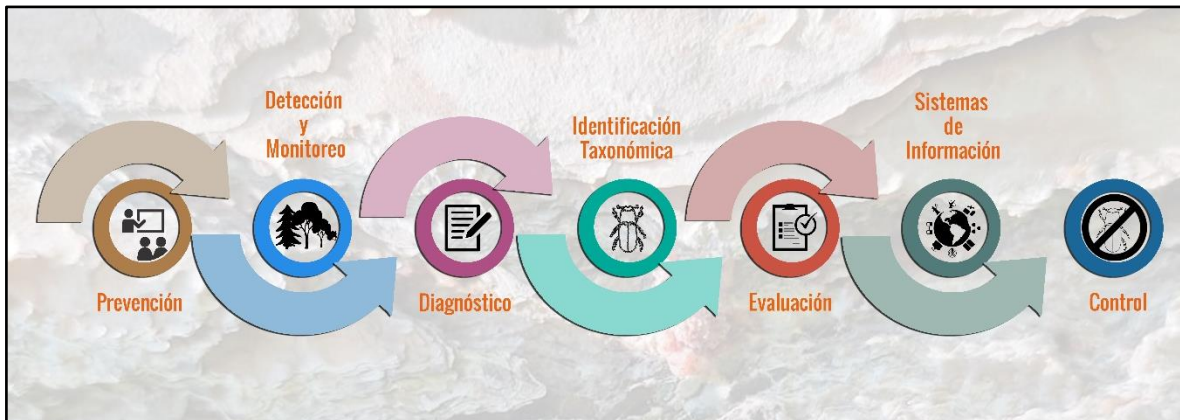 Prevención
Detección
y
Monitoreo
Diagnóstico
Identificación
Taxonómica
Evaluación
Sistemas
de
Información
Control